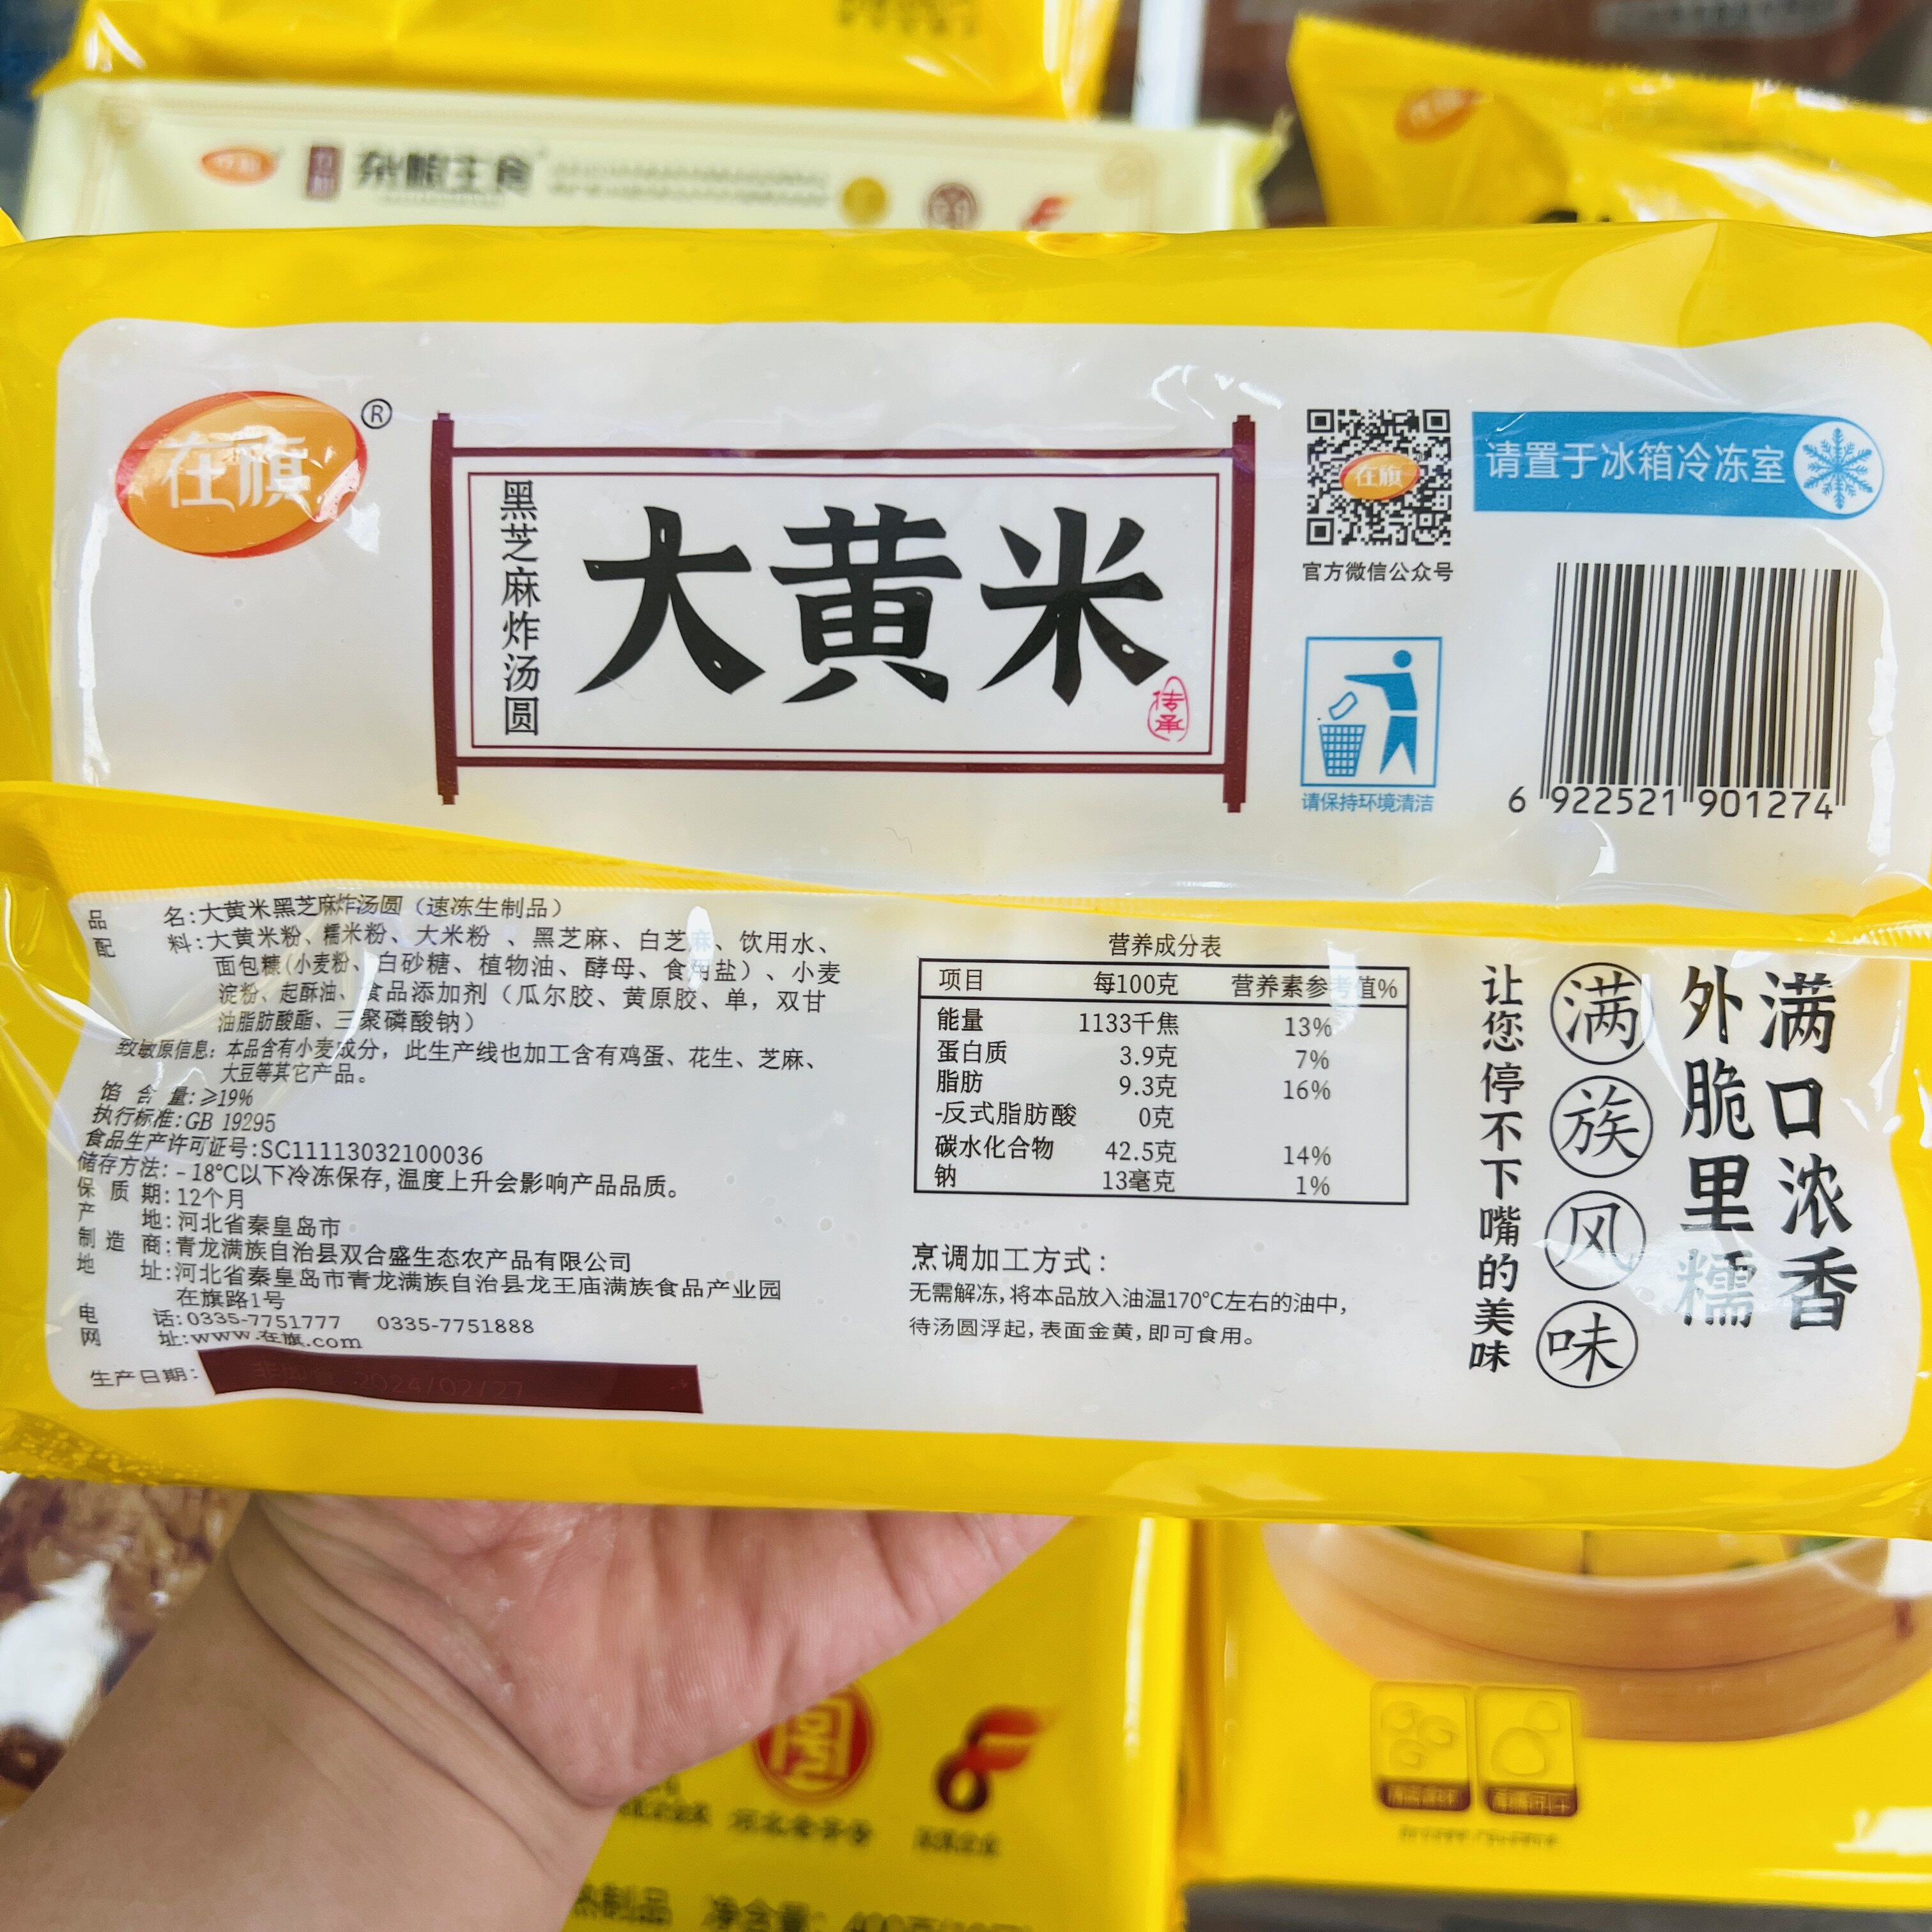 杂粮主食
在旗®
黑芝麻炸汤圆
大黄米
传承
在旗
官方微信公众号
请置于冰箱冷冻室
请保持环境清洁
6 922521 901274
品名:大黄米黑芝麻炸汤圆（速冻生制品）
配料:大黄米粉、糯米粉、大米粉、黑芝麻、白芝麻、饮用水、
面包糠(小麦粉、白砂糖、植物油、酵母、食用盐）、小麦
淀粉、起酥油、食品添加剂（瓜尔胶、黄原胶、单，双甘
油脂肪酸酯、三聚磷酸钠）
致敏原信息：本品含有小麦成分，此生产线也加工含有鸡蛋、花生、芝麻、
大豆等其它产品。
馅含量:≥19%
执行标准:GB 19295
食品生产许可证号:SC11113032100036
储存方法:-18℃以下冷冻保存,温度上升会影响产品品质。
保质期:12个月
产地:河北省秦皇岛市
制造商:青龙满族自治县双合盛生态农产品有限公司
地址:河北省秦皇岛市青龙满族自治县龙王庙满族食品产业园
在旗路1号
电话:0335-7751777 0335-7751888
网址:www.在旗.com
生产日期:
2024/02/27
营养成分表
项目 每100克 营养素参考值%
能量 1133千焦 13%
蛋白质 3.9克 7%
脂肪 9.3克 16%
-反式脂肪酸 0克
碳水化合物 42.5克 14%
钠 13毫克 1%
烹调加工方式:
无需解冻,将本品放入油温170℃左右的油中,
待汤圆浮起,表面金黄,即可食用。
满口浓香
外脆里糯
满族风味
让您停不下嘴的美味
热制品 净含量:400克